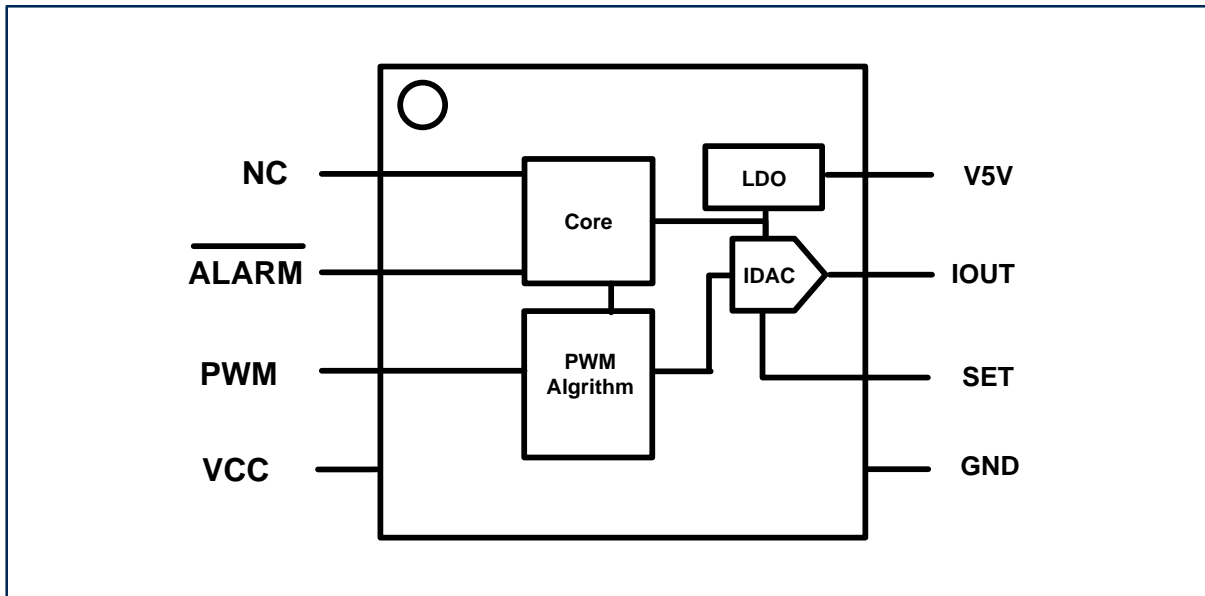 NC
ALARM
PWM
VCC
Core
PWM
Algrithm
LDO
IDAC
V5V
IOUT
SET
GND